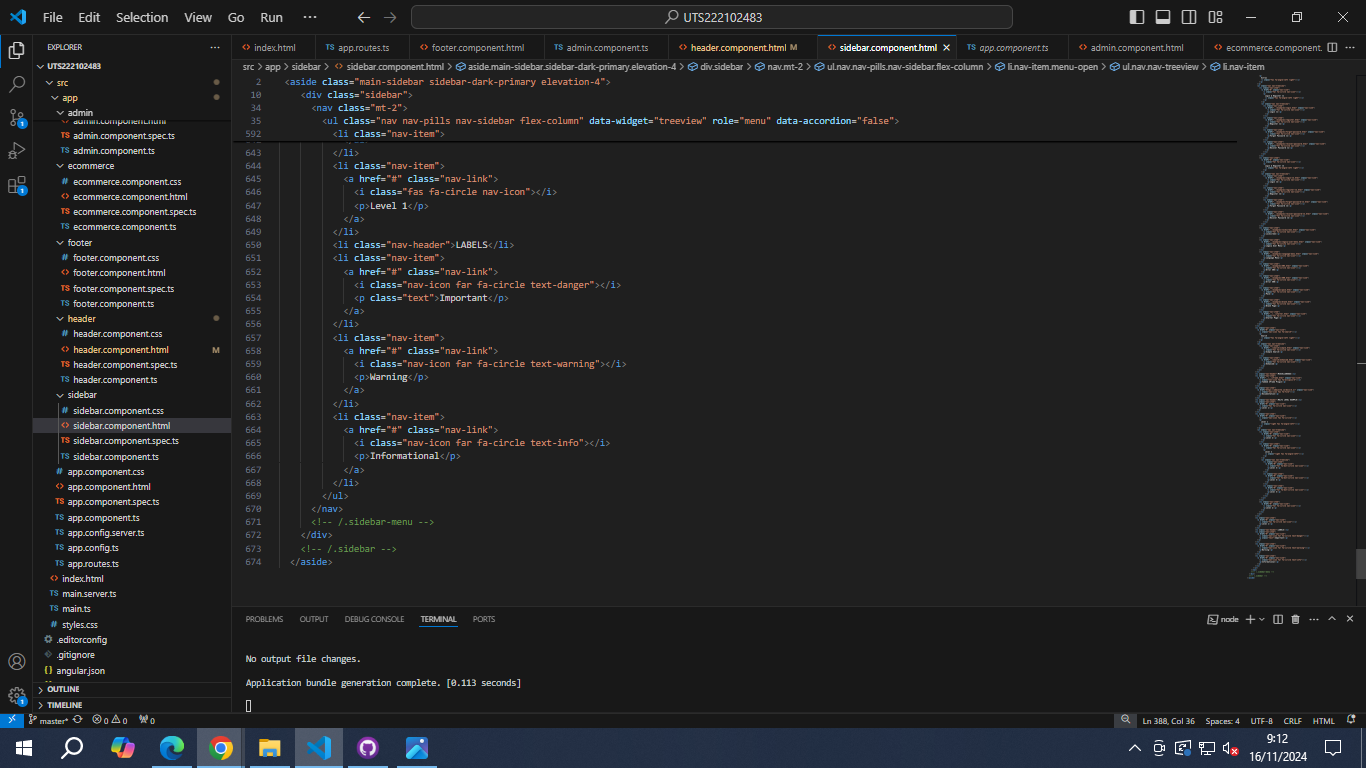 File Edit Selection View Go Run ··· UTS222102483
EXPLORER ···
UTS222102483
src
app
admin
admin.component.html
admin.component.spec.ts
admin.component.ts
ecommerce
ecommerce.component.css
ecommerce.component.html
ecommerce.component.spec.ts
ecommerce.component.ts
footer
footer.component.css
footer.component.html
footer.component.spec.ts
footer.component.ts
header
header.component.css
header.component.html M
header.component.spec.ts
header.component.ts
sidebar
sidebar.component.css
sidebar.component.html
sidebar.component.spec.ts
sidebar.component.ts
app.component.css
app.component.html
app.component.spec.ts
app.component.ts
app.config.server.ts
app.config.ts
app.routes.ts
index.html
main.server.ts
main.ts
styles.css
.editorconfig
.gitignore
angular.json
OUTLINE
TIMELINE
index.html app.routes.ts footer.component.html admin.component.ts header.component.html M sidebar.component.html app.component.ts admin.component.html ecommerce.component. ···
src > app > sidebar > sidebar.component.html > aside.main-sidebar.sidebar-dark-primary.elevation-4 > div.sidebar > nav.mt-2 > ul.nav.nav-pills.nav-sidebar.flex-column > li.nav-item.menu-open > ul.nav.nav-treeview > li.nav-item
2 <aside class="main-sidebar sidebar-dark-primary elevation-4">
10 <div class="sidebar">
34 <nav class="mt-2">
35 <ul class="nav nav-pills nav-sidebar flex-column" data-widget="treeview" role="menu" data-accordion="false">
592 <li class="nav-item">
643 </li>
644 <li class="nav-item">
645 <a href="#" class="nav-link">
646 <i class="fas fa-circle nav-icon"></i>
647 <p>Level 1</p>
648 </a>
649 </li>
650 <li class="nav-header">LABELS</li>
651 <li class="nav-item">
652 <a href="#" class="nav-link">
653 <i class="nav-icon far fa-circle text-danger"></i>
654 <p class="text">Important</p>
655 </a>
656 </li>
657 <li class="nav-item">
658 <a href="#" class="nav-link">
659 <i class="nav-icon far fa-circle text-warning"></i>
660 <p>Warning</p>
661 </a>
662 </li>
663 <li class="nav-item">
664 <a href="#" class="nav-link">
665 <i class="nav-icon far fa-circle text-info"></i>
666 <p>Informational</p>
667 </a>
668 </li>
669 </ul>
670 </nav>
671 <!-- /.sidebar-menu -->
672 </div>
673 <!-- /.sidebar -->
674 </aside>
PROBLEMS OUTPUT DEBUG CONSOLE TERMINAL PORTS node
No output file changes.
Application bundle generation complete. [0.113 seconds]
master* 0 0 0 Ln 388, Col 36 Spaces: 4 UTF-8 CRLF HTML
9:12
16/11/2024